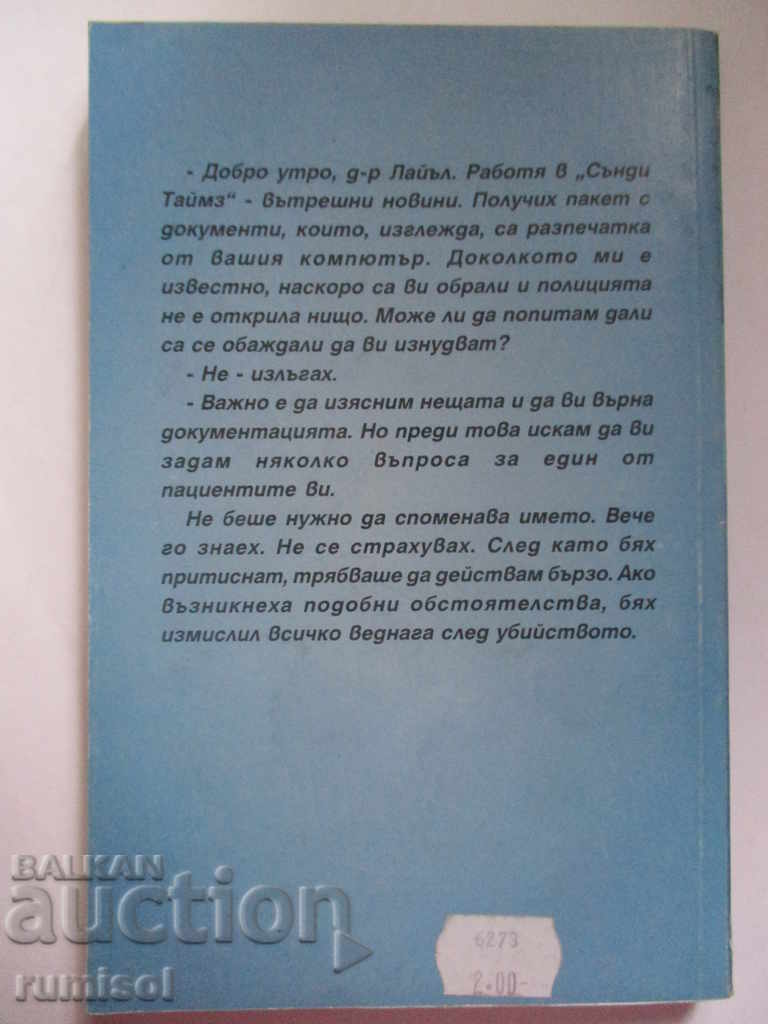 - Добро утро, д-р Лайъл. Работя в „Сънди
Таймз“ - вътрешни новини. Получих пакет с
документи, които, изглежда, са разпечатка
от вашия компютър. Доколкото ми е
известно, наскоро са ви обрали и полицията
не е открила нищо. Може ли да попитам дали
са се обаждали да ви изнудват?
- Не - излъгах.
- Важно е да изясним нещата и да ви върна
документацията. Но преди това искам да ви
задам няколко въпроса за един от
пациентите ви.
Не беше нужно да споменава името. Вече
го знаех. Не се страхувах. След като бях
притиснат, трябваше да действам бързо. Ако
възникнеха подобни обстоятелства, бях
измислил всичко веднага след убийството.
BALKAN
auction
rumisol
6273
2.00-